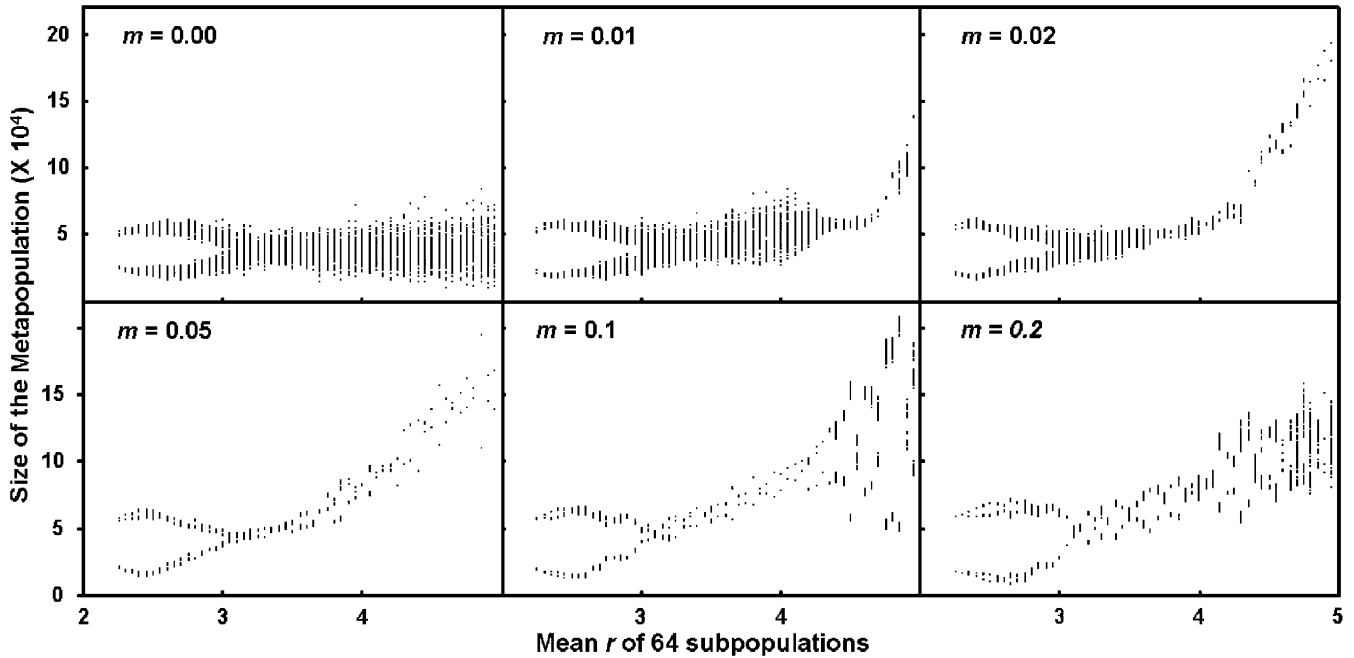 Size of the Metapopulation (X 10⁴)
20
15
10
5
m = 0.00
m = 0.01
m = 0.02
15
10
5
0
m = 0.05
m = 0.1
m = 0.2
2 3 4 3 4 3 4 5
Mean r of 64 subpopulations